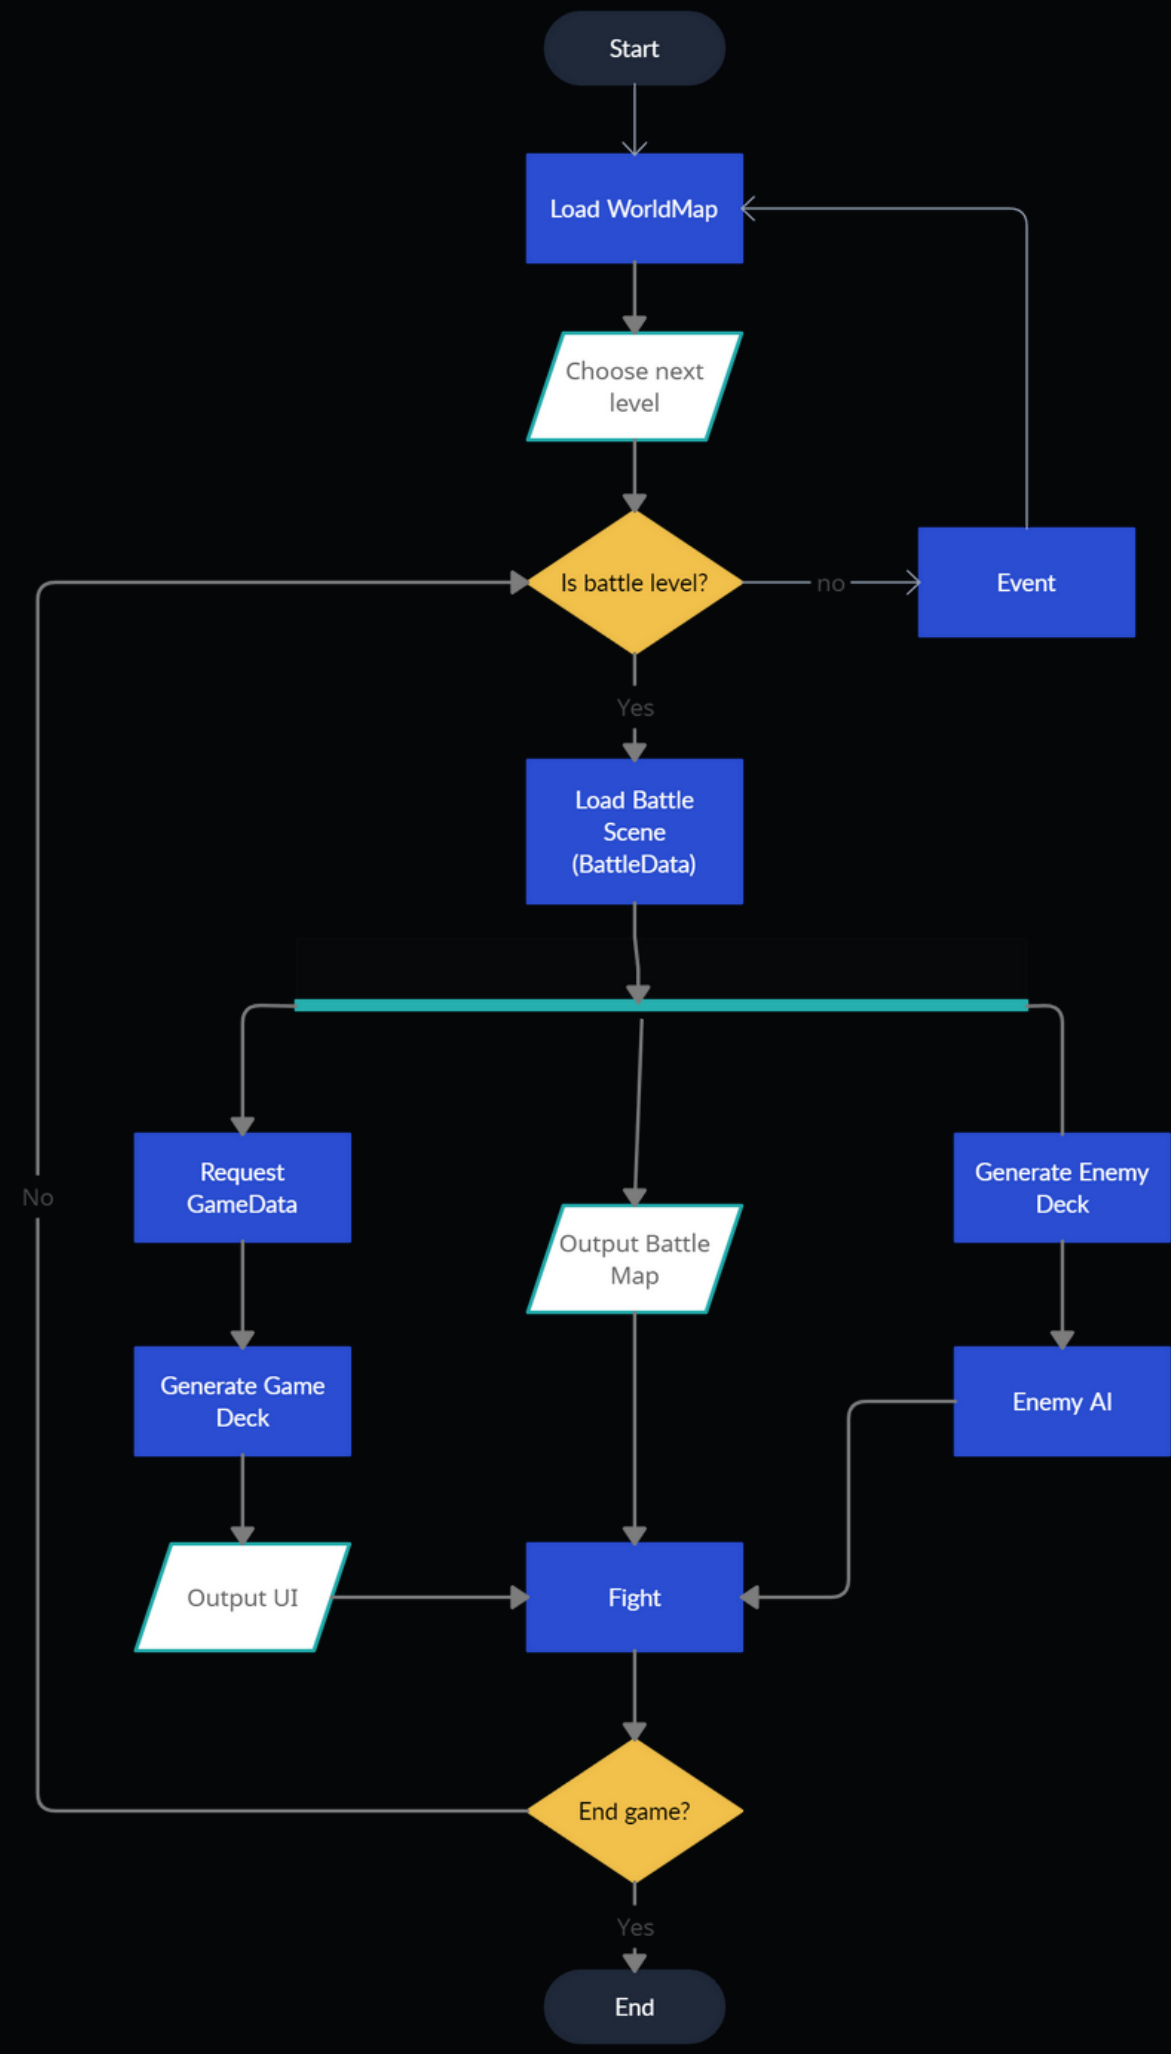 Start
Load WorldMap
Choose next
level
Is battle level?
no
Event
Yes
Load Battle
Scene
(BattleData)
Request
GameData
Generate Enemy
Deck
No
Output Battle
Map
Generate Game
Deck
Enemy AI
Output UI
Fight
End game?
Yes
End